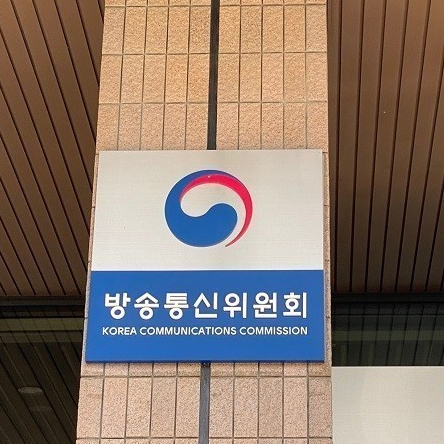 방송통신위원회
KOREA COMMUNICATIONS COMMISSION